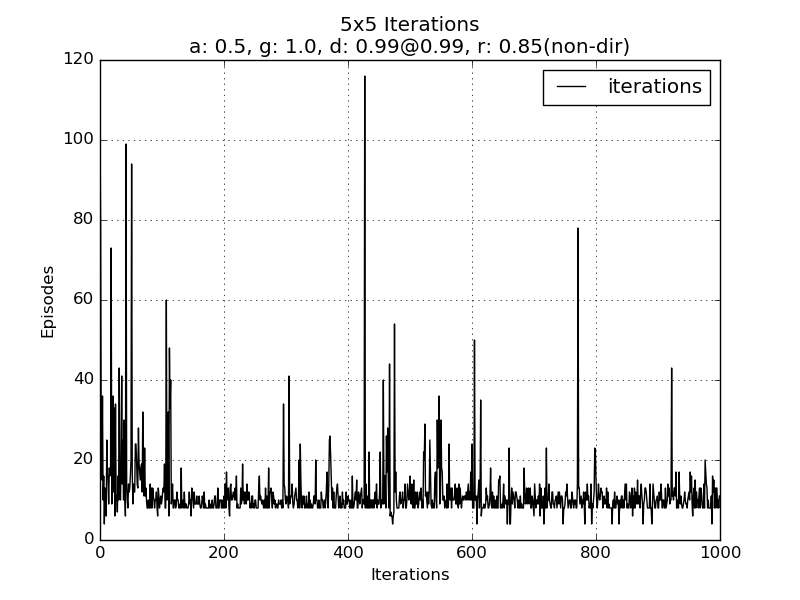 5x5 Iterations
a: 0.5, g: 1.0, d: 0.99@0.99, r: 0.85(non-dir)
iterations
Episodes
120
100
80
60
40
20
0
0 200 400 600 800 1000
Iterations